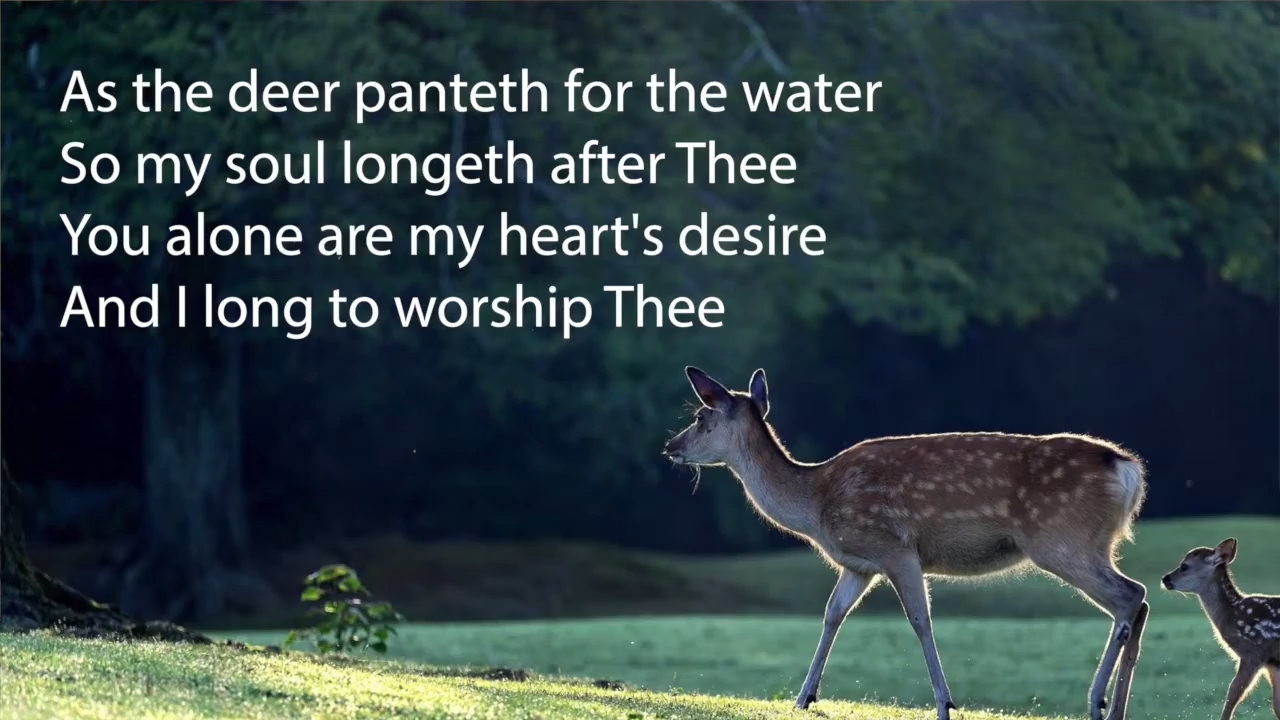 As the deer panteth for the water
So my soul longeth after Thee
You alone are my heart's desire
And I long to worship Thee